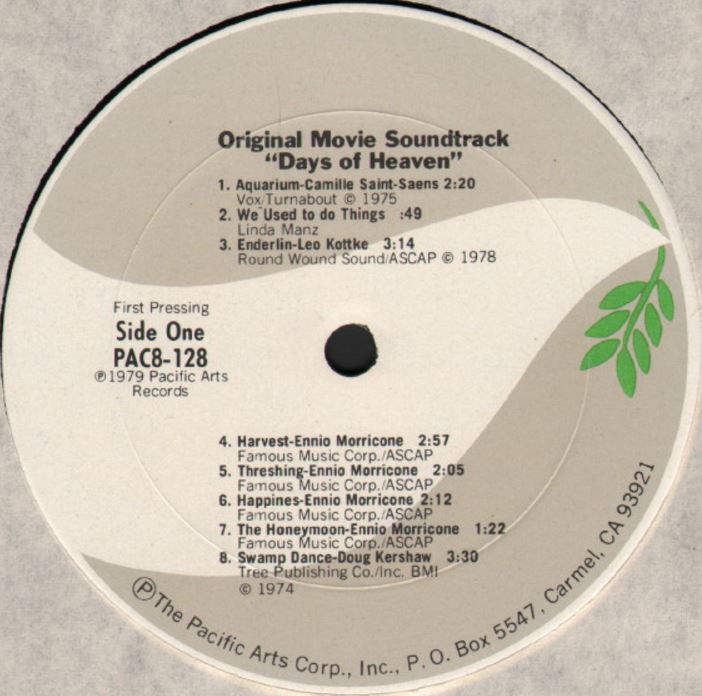 Original Movie Soundtrack
“Days of Heaven”
1. Aquarium-Camille Saint-Saens 2:20
Vox/Turnabout © 1975
2. We Used to do Things :49
Linda Manz
3. Enderlin-Leo Kottke 3:14
Round Wound Sound/ASCAP © 1978
First Pressing
Side One
PAC8-128
℗1979 Pacific Arts
Records
4. Harvest-Ennio Morricone 2:57
Famous Music Corp./ASCAP
5. Threshing-Ennio Morricone 2:05
Famous Music Corp./ASCAP
6. Happines-Ennio Morricone 2:12
Famous Music Corp./ASCAP
7. The Honeymoon-Ennio Morricone 1:22
Famous Music Corp./ASCAP
8. Swamp Dance-Doug Kershaw 3:30
Tree Publishing Co./Inc. BMI
© 1974
℗The Pacific Arts Corp., Inc., P. O. Box 5547, Carmel, CA 93921